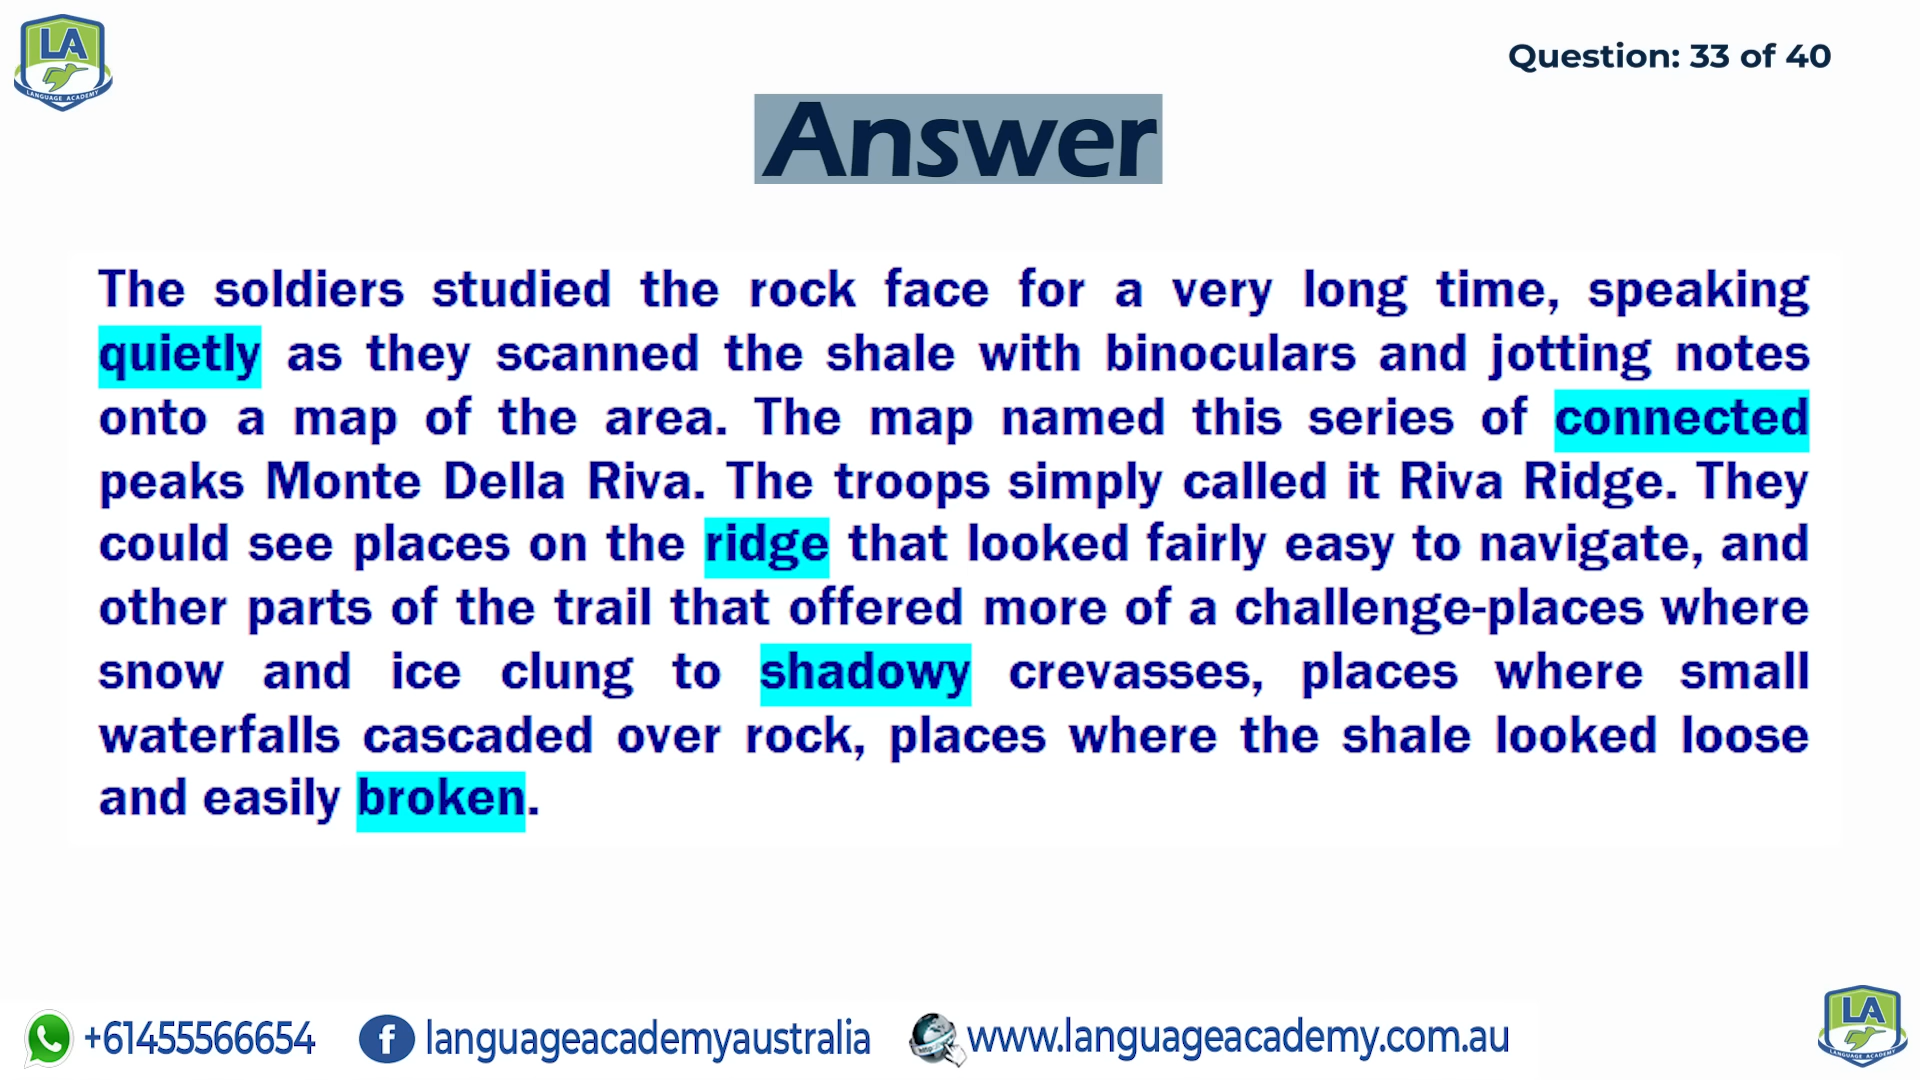 LA
LANGUAGE ACADEMY
Question: 33 of 40
Answer
The soldiers studied the rock face for a very long time, speaking
quietly as they scanned the shale with binoculars and jotting notes
onto a map of the area. The map named this series of connected
peaks Monte Della Riva. The troops simply called it Riva Ridge. They
could see places on the ridge that looked fairly easy to navigate, and
other parts of the trail that offered more of a challenge-places where
snow and ice clung to shadowy crevasses, places where small
waterfalls cascaded over rock, places where the shale looked loose
and easily broken.
+61455566654
f languageacademyaustralia
www.languageacademy.com.au
LA
LANGUAGE ACADEMY